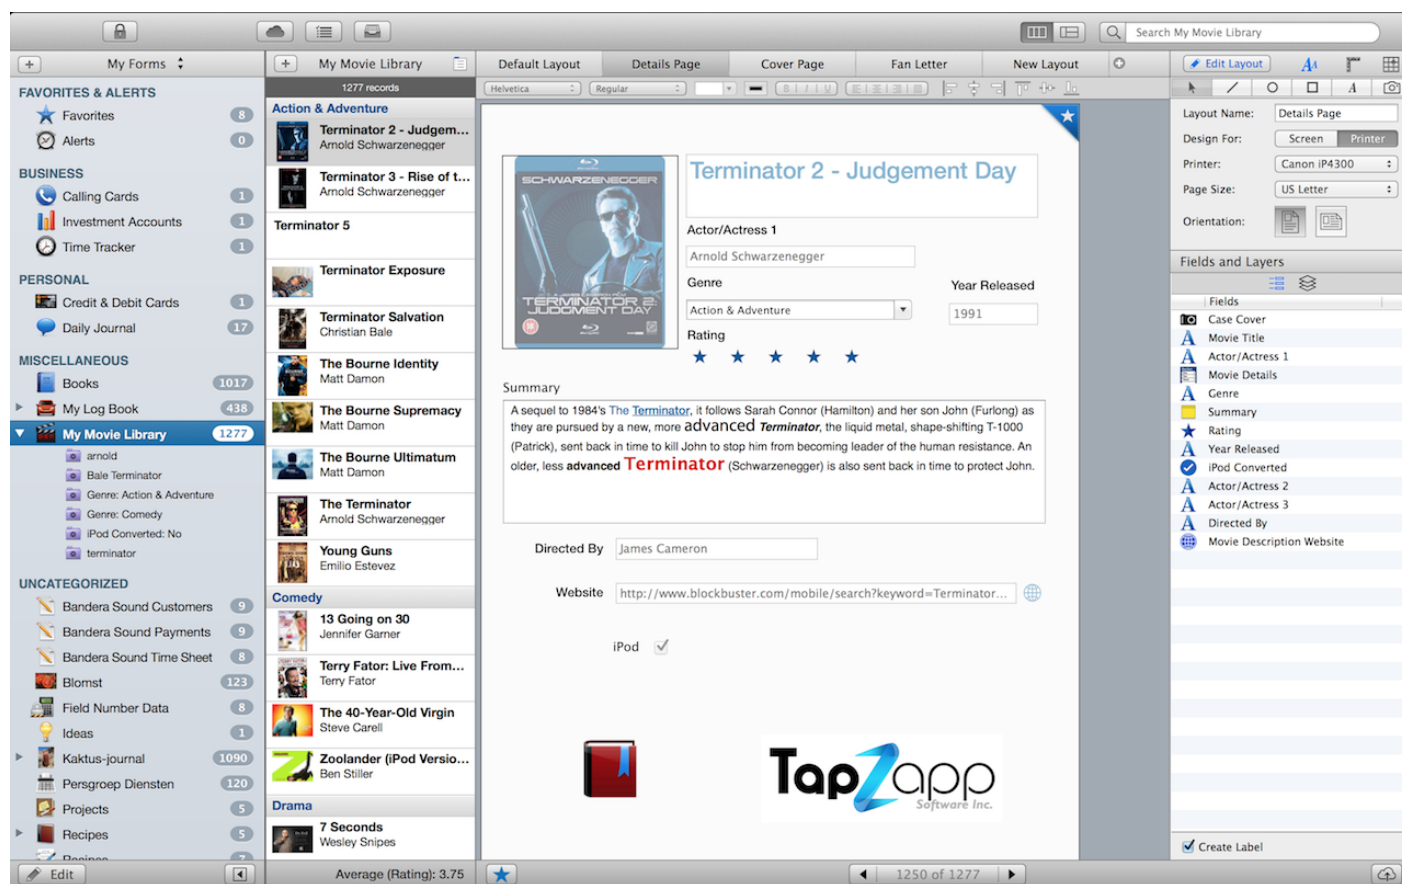 Search My Movie Library
My Forms
My Movie Library
Default Layout
Details Page
Cover Page
Fan Letter
New Layout
Edit Layout
1277 records
Helvetica
Regular
B I U
FAVORITES & ALERTS
Favorites 8
Alerts 0
BUSINESS
Calling Cards 1
Investment Accounts 1
Time Tracker 1
PERSONAL
Credit & Debit Cards 1
Daily Journal 17
MISCELLANEOUS
Books 1017
My Log Book 438
My Movie Library 1277
arnold
Bale Terminator
Genre: Action & Adventure
Genre: Comedy
iPod Converted: No
terminator
UNCATEGORIZED
Bandera Sound Customers 9
Bandera Sound Payments 9
Bandera Sound Time Sheet 8
Blomst 123
Field Number Data 8
Ideas 1
Kaktus-journal 1090
Persgroep Diensten 120
Projects 5
Recipes 5
Edit
Action & Adventure
Terminator 2 - Judgem...
Arnold Schwarzenegger
Terminator 3 - Rise of t...
Arnold Schwarzenegger
Terminator 5
Terminator Exposure
Terminator Salvation
Christian Bale
The Bourne Identity
Matt Damon
The Bourne Supremacy
Matt Damon
The Bourne Ultimatum
Matt Damon
The Terminator
Arnold Schwarzenegger
Young Guns
Emilio Estevez
Comedy
13 Going on 30
Jennifer Garner
Terry Fator: Live From...
Terry Fator
The 40-Year-Old Virgin
Steve Carell
Zoolander (iPod Versio...
Ben Stiller
Drama
7 Seconds
Wesley Snipes
Average (Rating): 3.75
SCHWARZENEGGER
TERMINATOR 2:
JUDGMENT DAY
Terminator 2 - Judgement Day
Actor/Actress 1
Arnold Schwarzenegger
Genre
Year Released
Action & Adventure
1991
Rating
Summary
A sequel to 1984's The Terminator, it follows Sarah Connor (Hamilton) and her son John (Furlong) as
they are pursued by a new, more advanced Terminator, the liquid metal, shape-shifting T-1000
(Patrick), sent back in time to kill John to stop him from becoming leader of the human resistance. An
older, less advanced Terminator (Schwarzenegger) is also sent back in time to protect John.
Directed By
James Cameron
Website
http://www.blockbuster.com/mobile/search?keyword=Terminator...
iPod
TapZapp
Software Inc.
1250 of 1277
A
Layout Name: Details Page
Design For: Screen Printer
Printer: Canon iP4300
Page Size: US Letter
Orientation:
Fields and Layers
Fields
Case Cover
Movie Title
Actor/Actress 1
Movie Details
Genre
Summary
Rating
Year Released
iPod Converted
Actor/Actress 2
Actor/Actress 3
Directed By
Movie Description Website
Create Label